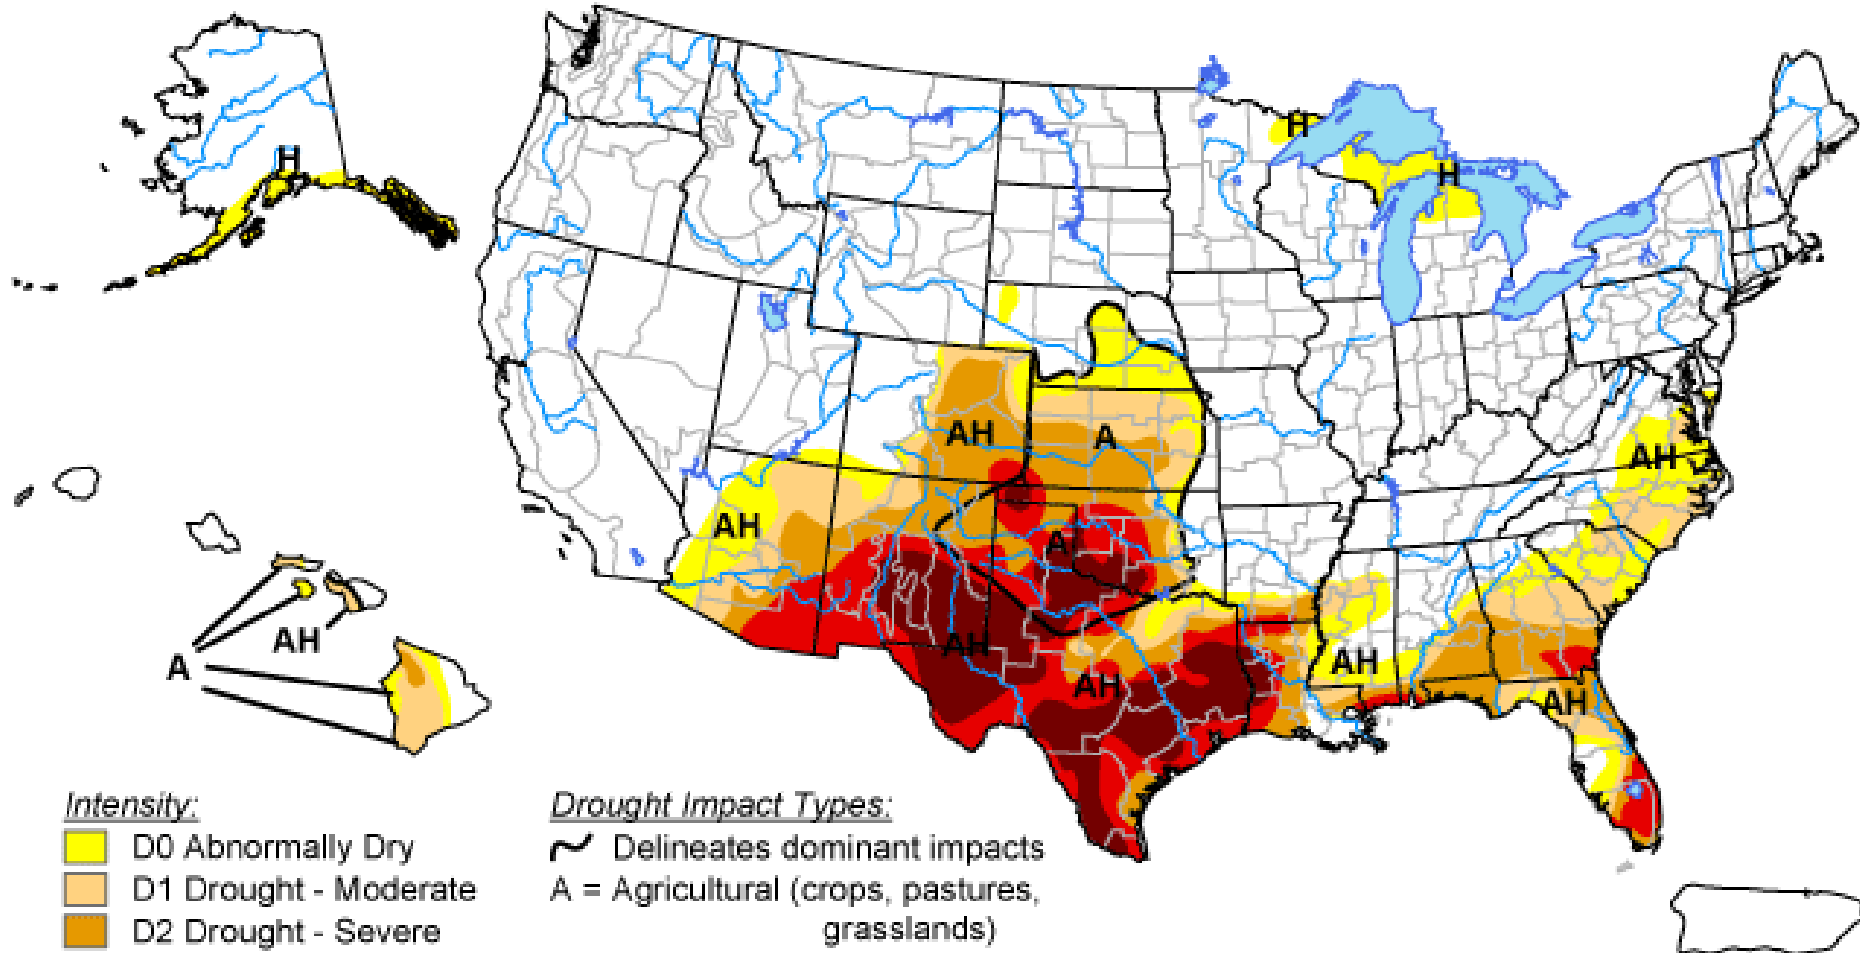 H
H
H
AH
A
AH
AH
A
AH
AH
A
AH
AH
AH
AH
Intensity:
D0 Abnormally Dry
D1 Drought - Moderate
D2 Drought - Severe
Drought Impact Types:
Delineates dominant impacts
A = Agricultural (crops, pastures,
grasslands)